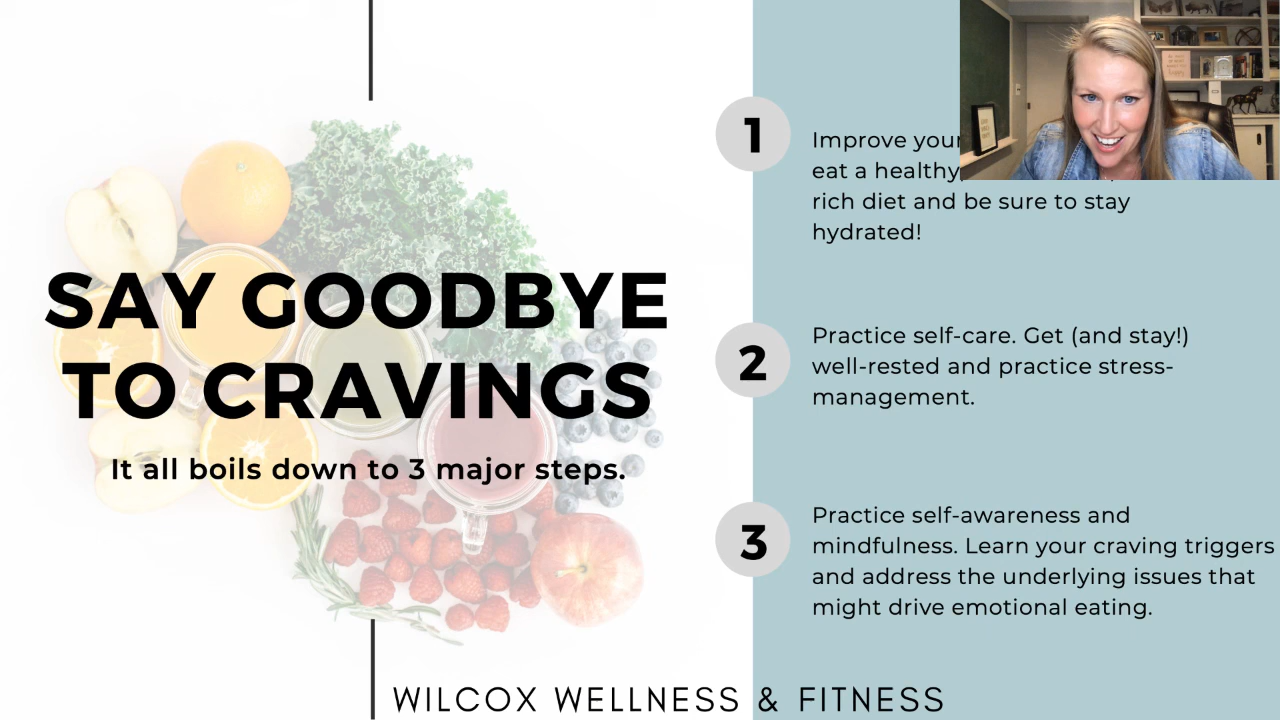 SAY GOODBYE
TO CRAVINGS
It all boils down to 3 major steps.
1
Improve your
eat a healthy,
rich diet and be sure to stay
hydrated!
2
Practice self-care. Get (and stay!)
well-rested and practice stress-
management.
3
Practice self-awareness and
mindfulness. Learn your craving triggers
and address the underlying issues that
might drive emotional eating.
WILCOX WELLNESS & FITNESS